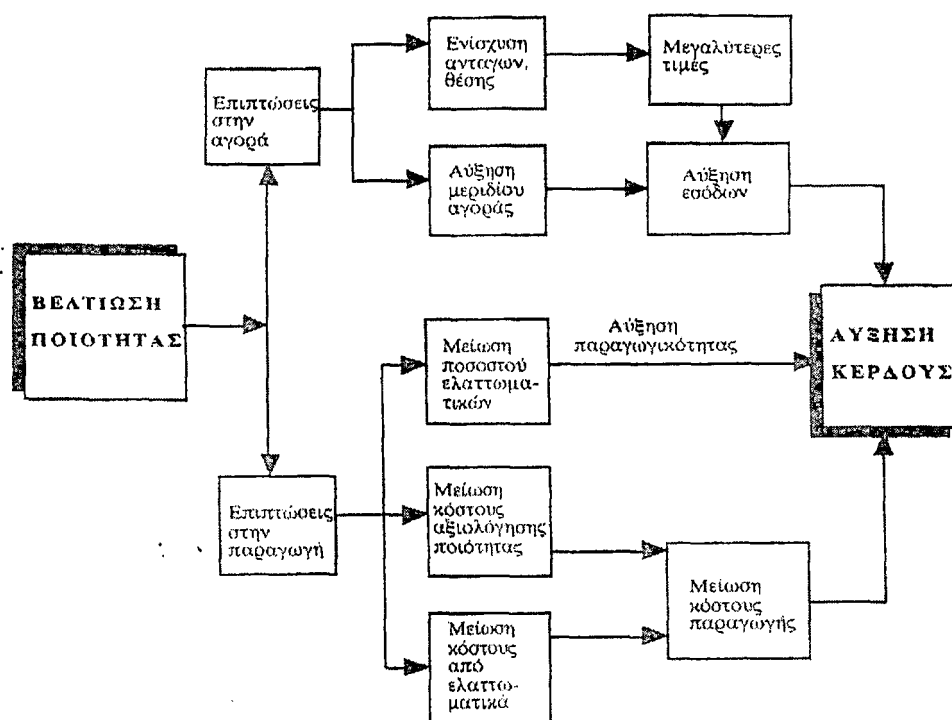 Ενίσχυση
ανταγων.
θέσης
Μεγαλύτερες
τιμές
Επιπτώσεις
στην
αγορά
Αύξηση
μεριδίου
αγοράς
Αύξηση
εσόδων
ΒΕΛΤΙΩΣΗ
ΠΟΙΟΤΗΤΑΣ
Μείωση
ποσοστού
ελαττωμα-
τικών
Αύξηση
παραγωγικότητας
ΑΥΞΗΣΗ
ΚΕΡΔΟΥΣ
Επιπτώσεις
στην
παραγωγή
Μείωση
κόστους
αξιολόγησης
ποιότητας
Μείωση
κόστους
από
ελαττω-
ματικά
Μείωση
κόστους
παραγωγής